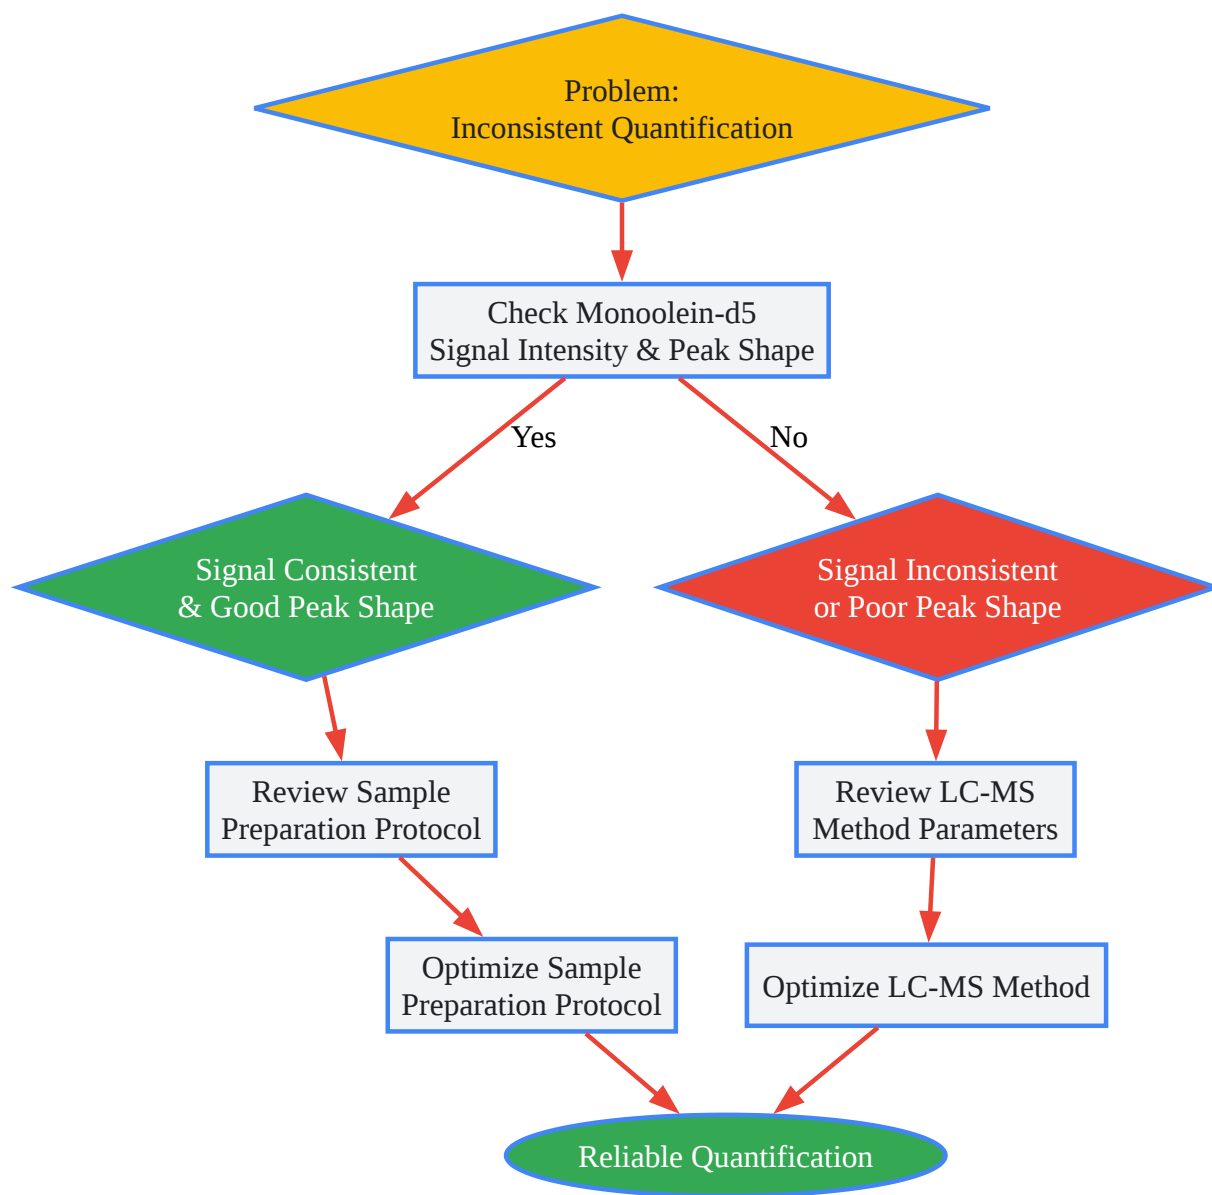 Problem:
Inconsistent Quantification
Check Monoolein-d5
Signal Intensity & Peak Shape
Yes
No
Signal Consistent
& Good Peak Shape
Signal Inconsistent
or Poor Peak Shape
Review Sample
Preparation Protocol
Review LC-MS
Method Parameters
Optimize Sample
Preparation Protocol
Optimize LC-MS Method
Reliable Quantification